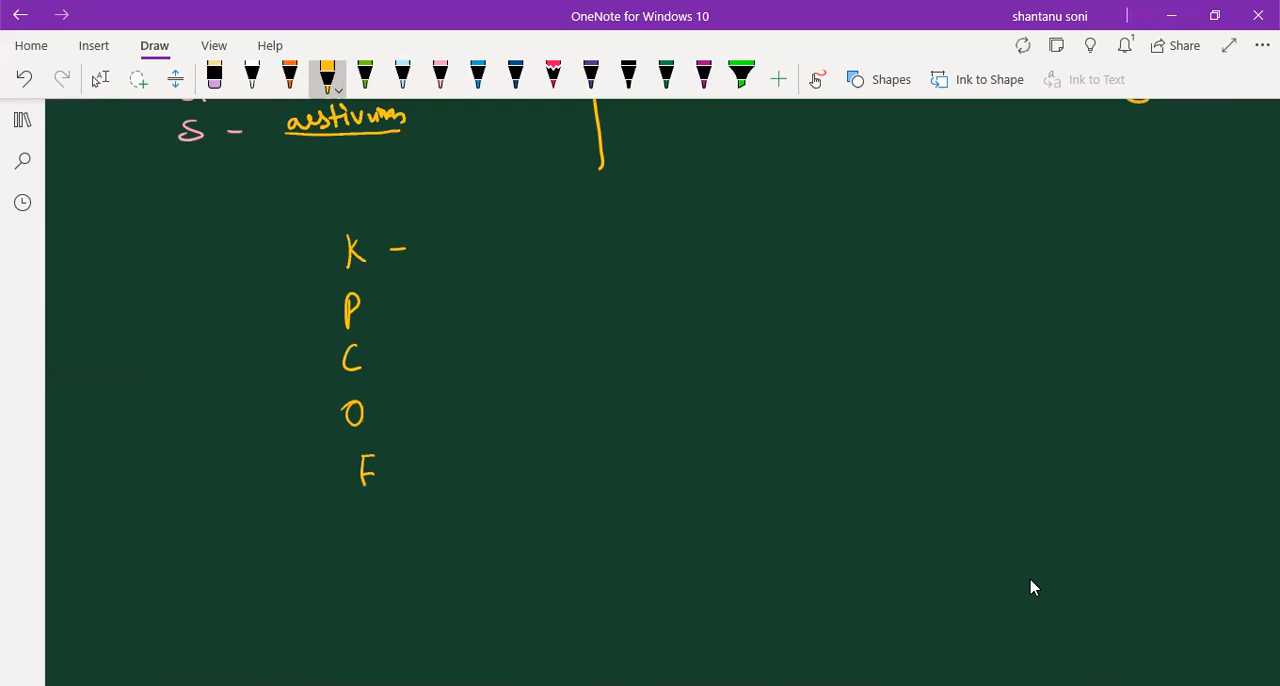 OneNote for Windows 10
shantanu soni
Home Insert Draw View Help
Share
Shapes Ink to Shape Ink to Text
S - aestivum
K -
P
C
O
F